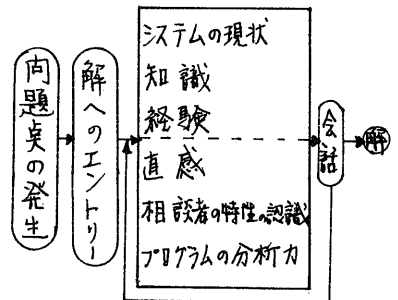 問題点の発生
解へのエントリー
システムの現状
知識
経験
直感
相談者の特性の認識
プログラムの分析力
会話
解